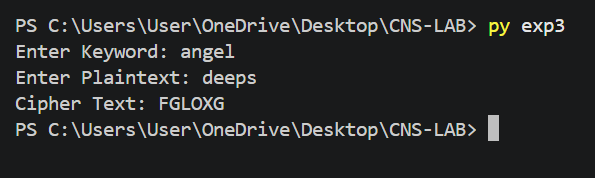 PS C:\Users\User\OneDrive\Desktop\CNS-LAB> py exp3
Enter Keyword: angel
Enter Plaintext: deeps
Cipher Text: FGLOXG
PS C:\Users\User\OneDrive\Desktop\CNS-LAB>